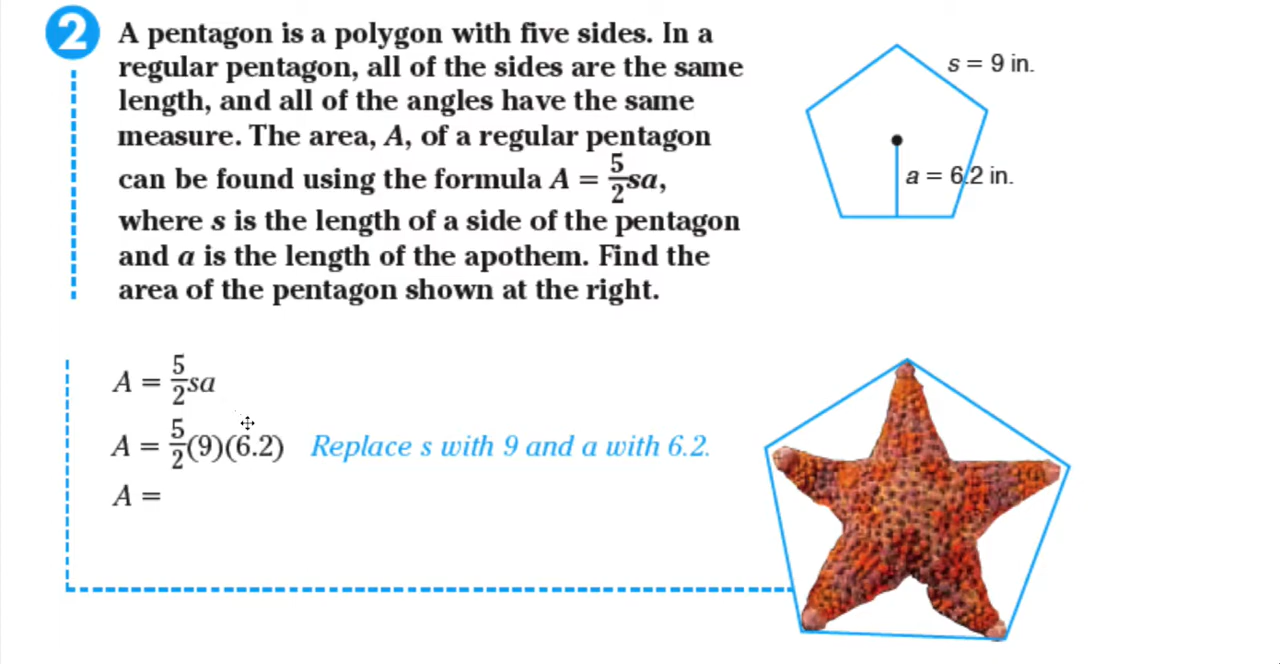 2 A pentagon is a polygon with five sides. In a
regular pentagon, all of the sides are the same
length, and all of the angles have the same
measure. The area, A, of a regular pentagon
can be found using the formula A = 5/2 sa,
where s is the length of a side of the pentagon
and a is the length of the apothem. Find the
area of the pentagon shown at the right.
s = 9 in.
a = 6.2 in.
A = 5/2 sa
A = 5/2 (9)(6.2) Replace s with 9 and a with 6.2.
A =